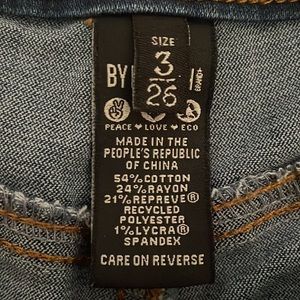 SIZE
3
26
BY
BRAND
PEACE LOVE ECO
MADE IN THE
PEOPLE'S REPUBLIC
OF CHINA
54% COTTON
24% RAYON
21% REPREVE®
RECYCLED
POLYESTER
1% LYCRA®
SPANDEX
CARE ON REVERSE